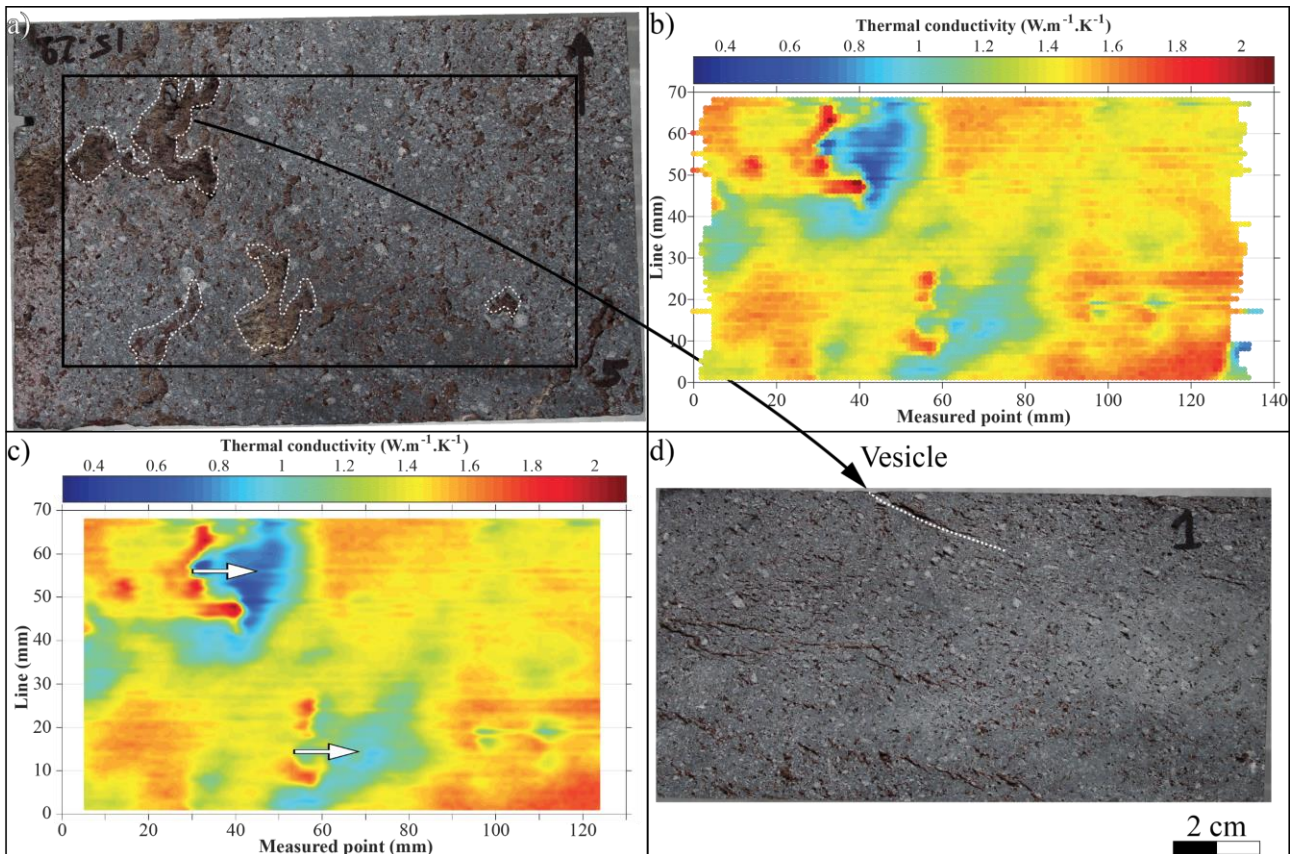 a)
15-29
5
b)
Thermal conductivity (W.m⁻¹.K⁻¹)
0.4 0.6 0.8 1 1.2 1.4 1.6 1.8 2
Line (mm)
70
60
50
40
30
20
10
0
0 20 40 60 80 100 120 140
Measured point (mm)
c)
Thermal conductivity (W.m⁻¹.K⁻¹)
0.4 0.6 0.8 1 1.2 1.4 1.6 1.8 2
Line (mm)
70
60
50
40
30
20
10
0
0 20 40 60 80 100 120
Measured point (mm)
d)
Vesicle
1
2 cm